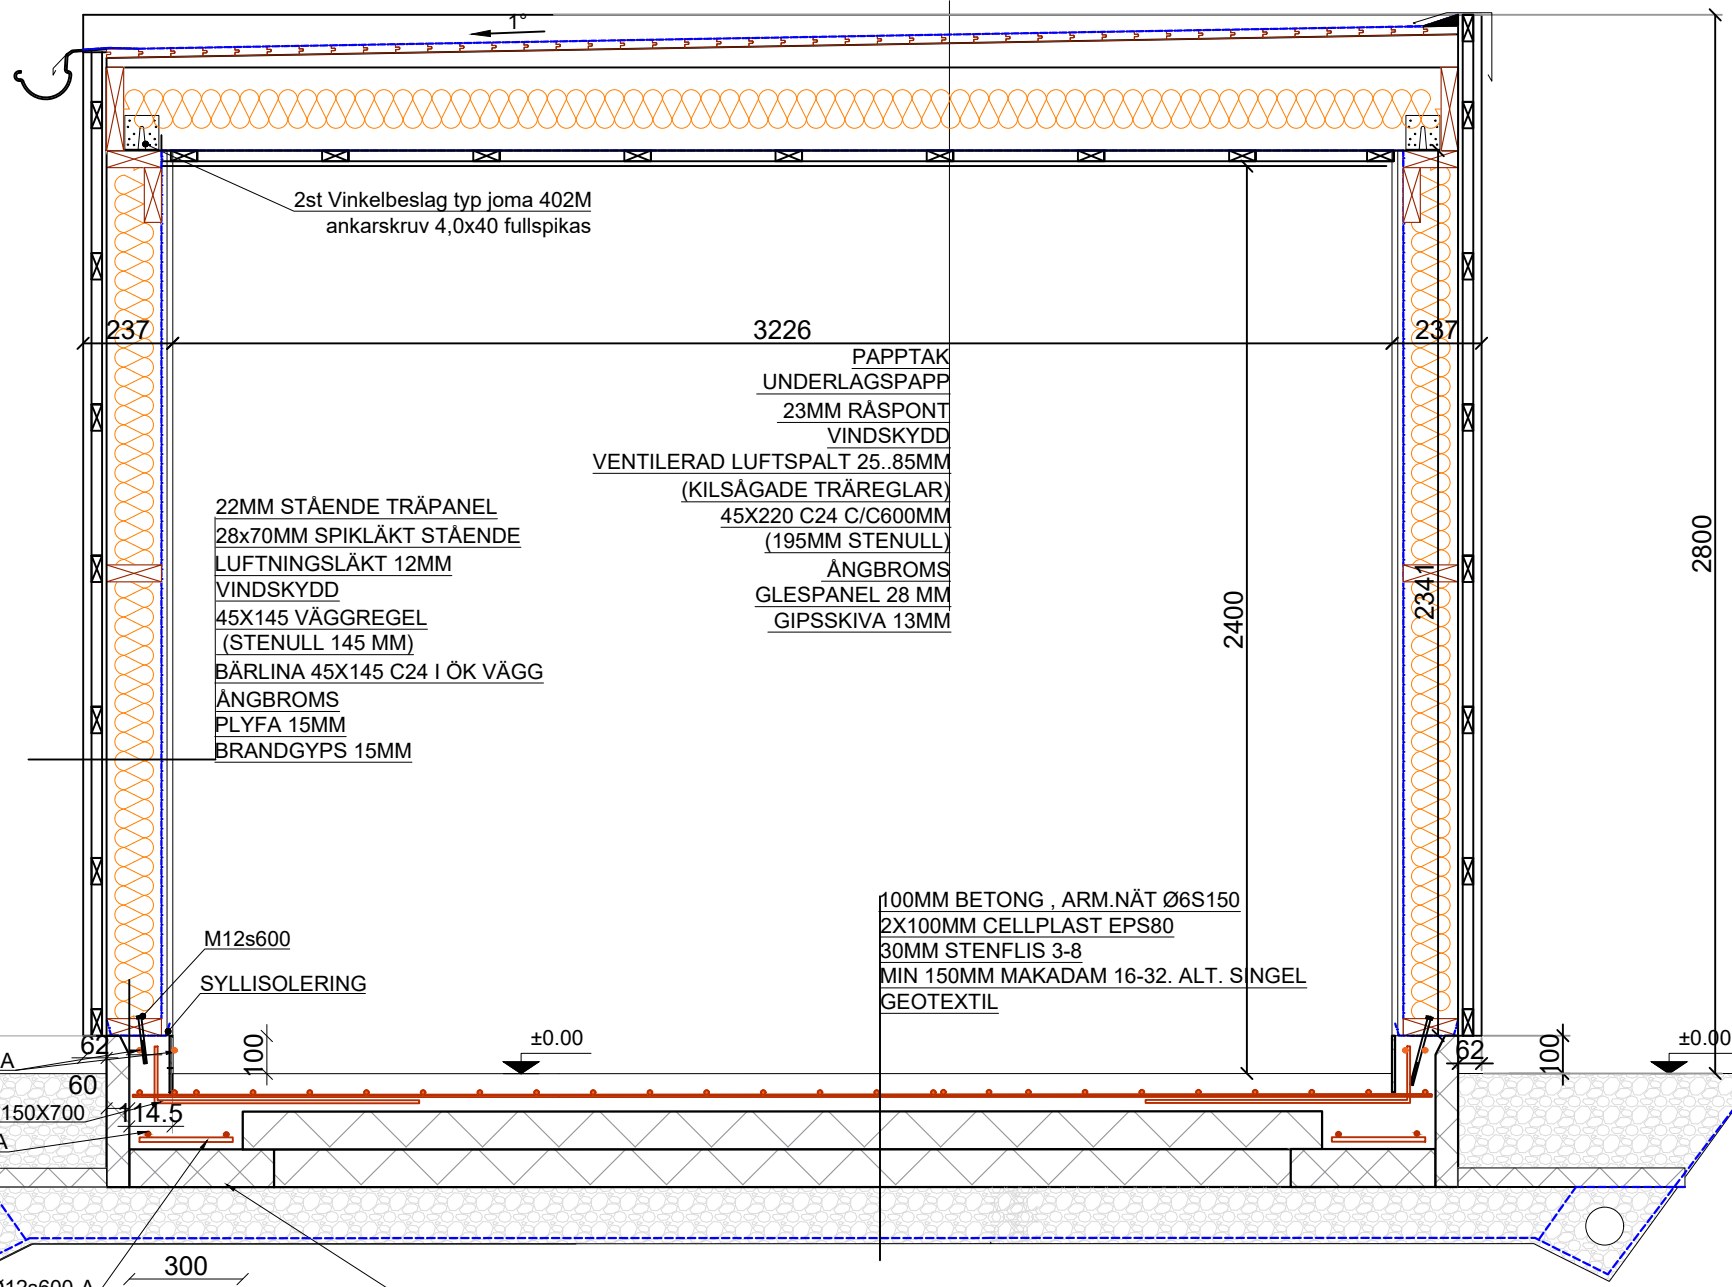 1°
2st Vinkelbeslag typ joma 402M
ankarskruv 4,0x40 fullspikas
237
3226
237
PAPPTAK
UNDERLAGSPAPP
23MM RÅSPONT
VINDSKYDD
VENTILERAD LUFTSPALT 25..85MM
(KILSÅGADE TRÄREGLAR)
45X220 C24 C/C600MM
(195MM STENULL)
ÅNGBROMS
GLESPANEL 28 MM
GIPSSKIVA 13MM
22MM STÅENDE TRÄPANEL
28x70MM SPIKLÄKT STÅENDE
LUFTNINGSLÄKT 12MM
VINDSKYDD
45X145 VÄGGREGEL
(STENULL 145 MM)
BÄRLINA 45X145 C24 I ÖK VÄGG
ÅNGBROMS
PLYFA 15MM
BRANDGYPS 15MM
2400
2341
2800
100MM BETONG , ARM.NÄT Ø6S150
2X100MM CELLPLAST EPS80
30MM STENFLIS 3-8
MIN 150MM MAKADAM 16-32. ALT. SINGEL
GEOTEXTIL
M12s600
SYLLISOLERING
±0.00
±0.00
62
A
100
62
100
60
150X700
114.5
A
300
Ø12s600-A